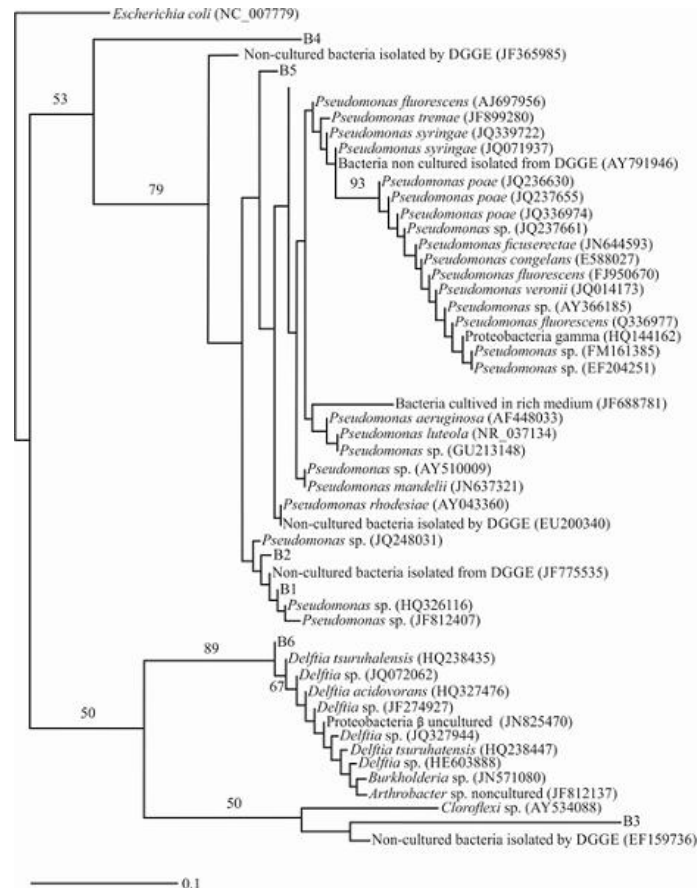 Escherichia coli (NC_007779)
B4
Non-cultured bacteria isolated by DGGE (JF365985)
53
B5
Pseudomonas fluorescens (AJ697956)
Pseudomonas tremae (JF899280)
Pseudomonas syringae (JQ339722)
Pseudomonas syringae (JQ071937)
Bacteria non cultured isolated from DGGE (AY791946)
93
Pseudomonas poae (JQ236630)
79
Pseudomonas poae (JQ237655)
Pseudomonas poae (JQ336974)
Pseudomonas sp. (JQ237661)
Pseudomonas ficuserectae (JN644593)
Pseudomonas congelans (E588027)
Pseudomonas fluorescens (FJ950670)
Pseudomonas veronii (JQ014173)
Pseudomonas sp. (AY366185)
Pseudomonas fluorescens (Q336977)
Proteobacteria gamma (HQ144162)
Pseudomonas sp. (FM161385)
Pseudomonas sp. (EF204251)
Bacteria cultived in rich medium (JF688781)
Pseudomonas aeruginosa (AF448033)
Pseudomonas luteola (NR_037134)
Pseudomonas sp. (GU213148)
Pseudomonas sp. (AY510009)
Pseudomonas mandelii (JN637321)
Pseudomonas rhodesiae (AY043360)
Non-cultured bacteria isolated by DGGE (EU200340)
Pseudomonas sp. (JQ248031)
B2
Non-cultured bacteria isolated from DGGE (JF775535)
B1
Pseudomonas sp. (HQ326116)
Pseudomonas sp. (JF812407)
B6
89
Delftia tsuruhalensis (HQ238435)
Delftia sp. (JQ072062)
67
Delftia acidovorans (HQ327476)
Delftia sp. (JF274927)
50
Proteobacteria β uncultured (JN825470)
Delftia sp. (JQ327944)
Delftia tsuruhatensis (HQ238447)
Delftia sp. (HE603888)
Burkholderia sp. (JN571080)
Arthrobacter sp. noncultured (JF812137)
50
Cloroflexi sp. (AY534088)
B3
Non-cultured bacteria isolated by DGGE (EF159736)
0.1